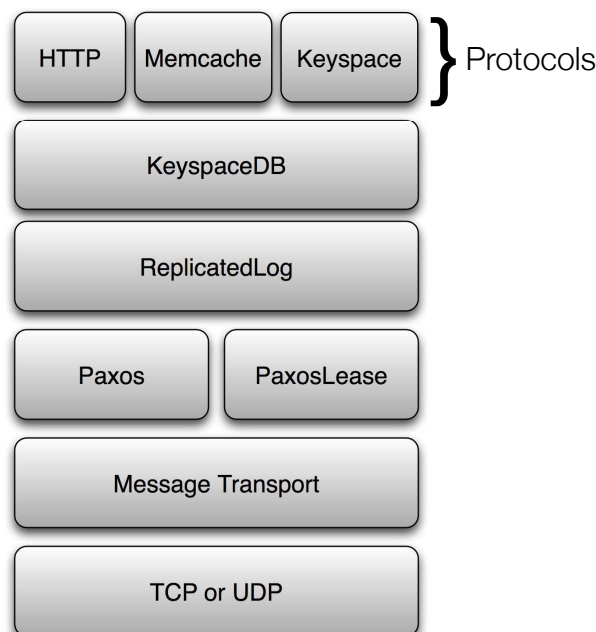 HTTP Memcache Keyspace } Protocols
KeyspaceDB
ReplicatedLog
Paxos PaxosLease
Message Transport
TCP or UDP